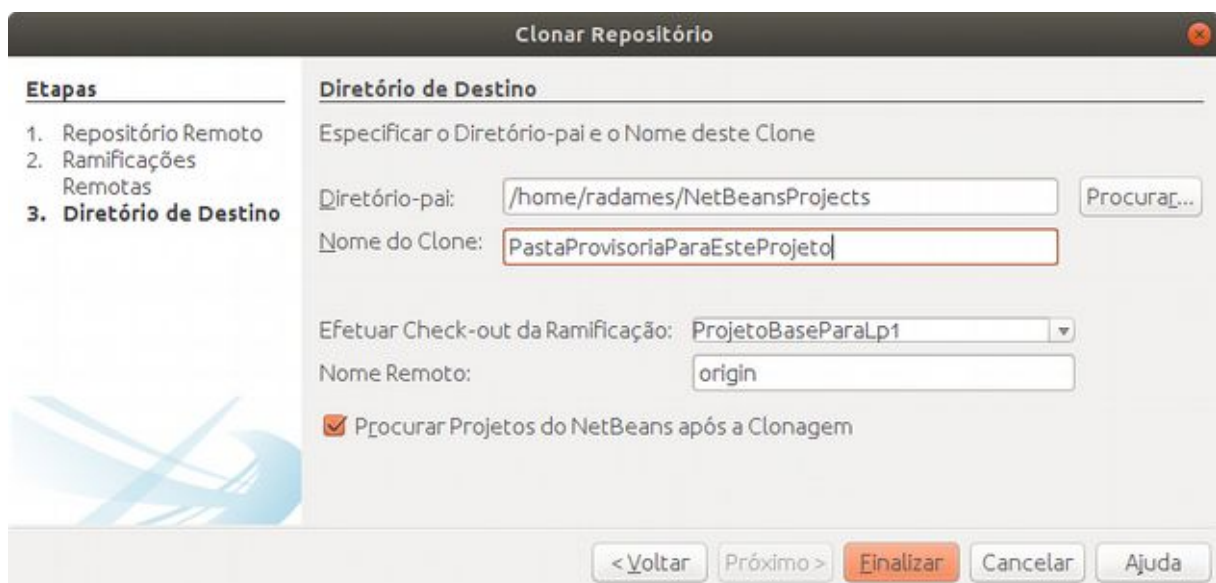 Clonar Repositório
Etapas
1. Repositório Remoto
2. Ramificações
Remotas
3. Diretório de Destino
Diretório de Destino
Especificar o Diretório-pai e o Nome deste Clone
Diretório-pai: /home/radames/NetBeansProjects Procurar...
Nome do Clone: PastaProvisoriaParaEsteProjeto
Efetuar Check-out da Ramificação: ProjetoBaseParaLp1
Nome Remoto: origin
Procurar Projetos do NetBeans após a Clonagem
< Voltar Próximo > Finalizar Cancelar Ajuda